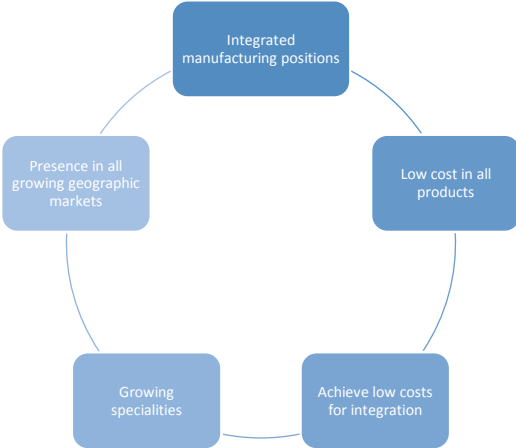 Integrated
manufacturing positions
Low cost in all
products
Achieve low costs
for integration
Growing
specialities
Presence in all
growing geographic
markets